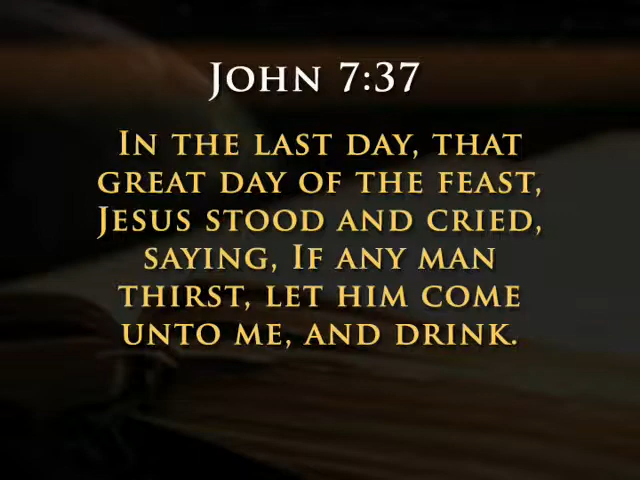 John 7:37
In the last day, that
great day of the feast,
Jesus stood and cried,
saying, If any man
thirst, let him come
unto me, and drink.